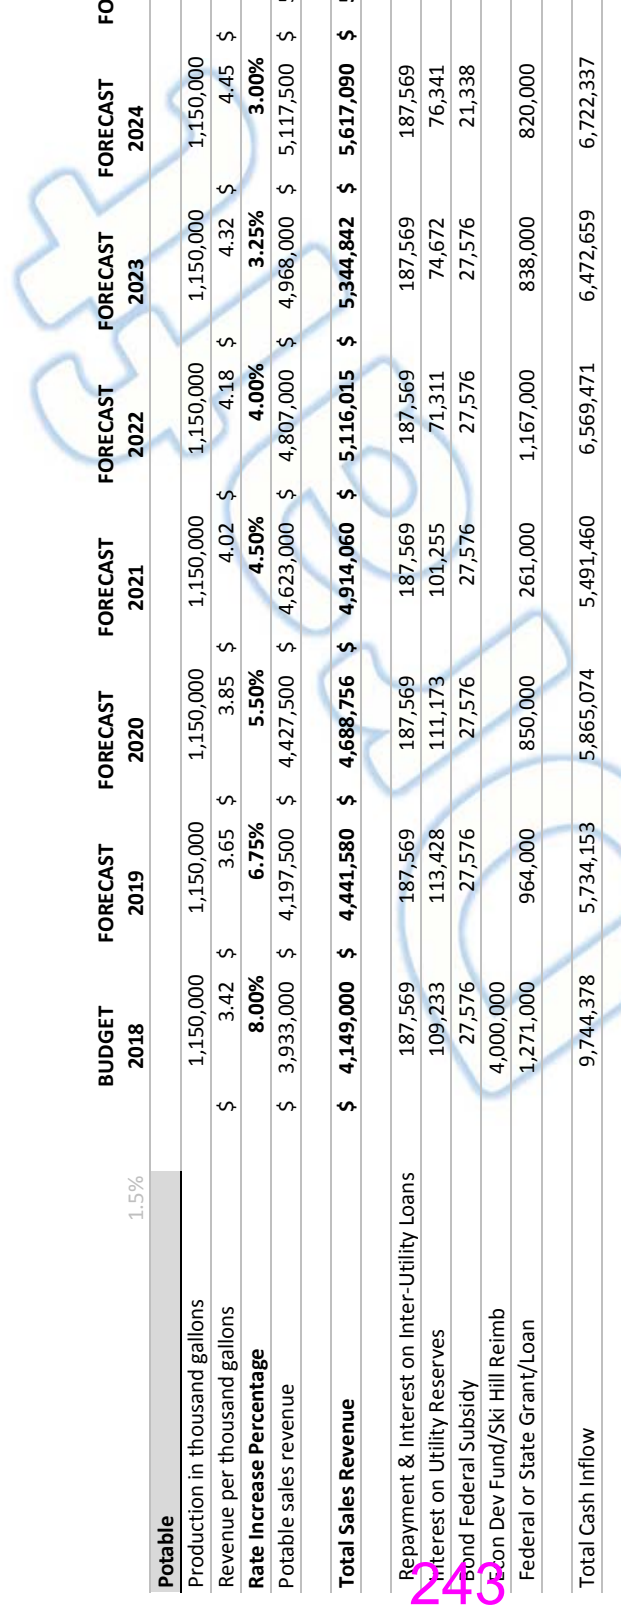 BUDGET FORECAST FORECAST FORECAST FORECAST FORECAST FORECAST FO
1.5% 2018 2019 2020 2021 2022 2023 2024
Potable
Production in thousand gallons 1,150,000 1,150,000 1,150,000 1,150,000 1,150,000 1,150,000 1,150,000
Revenue per thousand gallons $ 3.42 $ 3.65 $ 3.85 $ 4.02 $ 4.18 $ 4.32 $ 4.45 $
Rate Increase Percentage 8.00% 6.75% 5.50% 4.50% 4.00% 3.25% 3.00%
Potable sales revenue $ 3,933,000 $ 4,197,500 $ 4,427,500 $ 4,623,000 $ 4,807,000 $ 4,968,000 $ 5,117,500 $
Total Sales Revenue $ 4,149,000 $ 4,441,580 $ 4,688,756 $ 4,914,060 $ 5,116,015 $ 5,344,842 $ 5,617,090 $
Repayment & Interest on Inter-Utility Loans 187,569 187,569 187,569 187,569 187,569 187,569 187,569
Interest on Utility Reserves 109,233 113,428 111,173 101,255 71,311 74,672 76,341
Bond Federal Subsidy 27,576 27,576 27,576 27,576 27,576 27,576 21,338
Econ Dev Fund/Ski Hill Reimb 4,000,000
Federal or State Grant/Loan 1,271,000 964,000 850,000 261,000 1,167,000 838,000 820,000
Total Cash Inflow 9,744,378 5,734,153 5,865,074 5,491,460 6,569,471 6,472,659 6,722,337
Draft
243